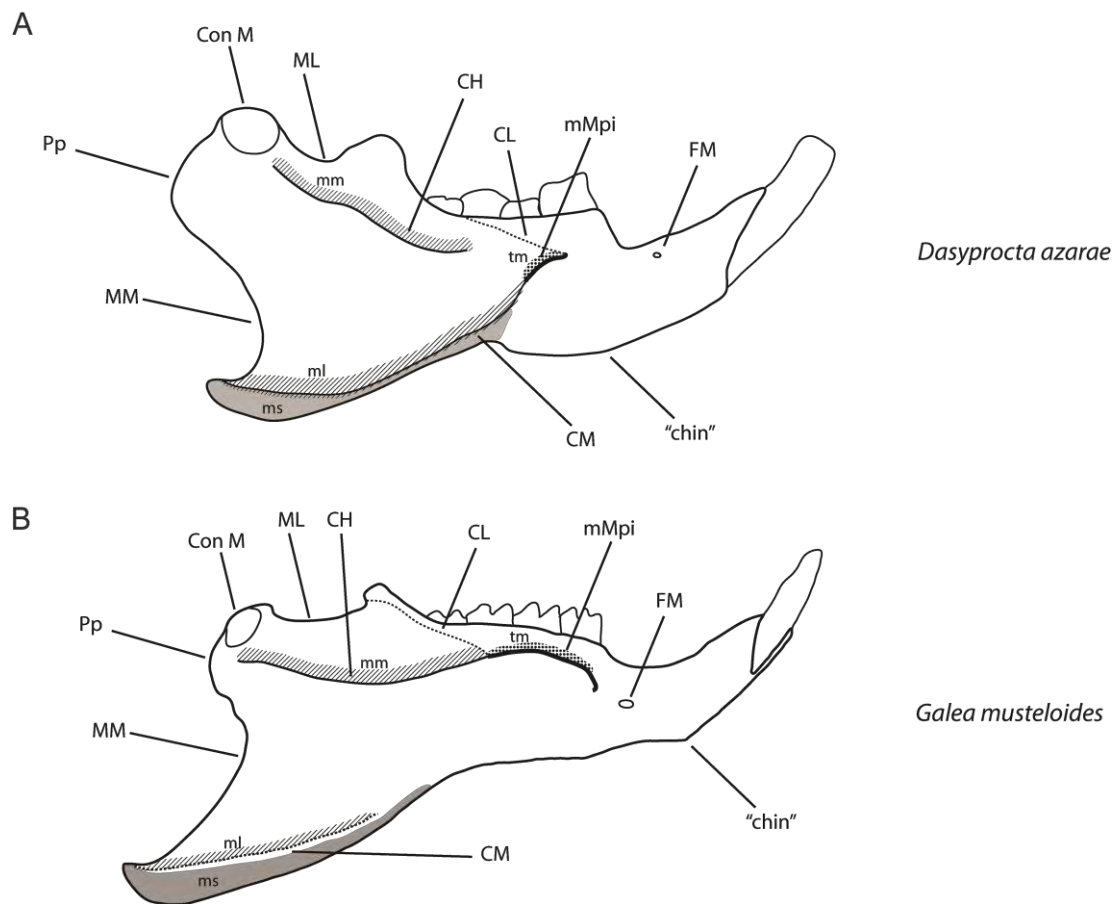 A
Con M
ML
CH
mMpi
CL
FM
Pp
mm
tm
Dasyprocta azarae
MM
ml
ms
CM
“chin”
B
ML
CH
CL
mMpi
Con M
FM
Pp
tm
mm
Galea musteloides
MM
“chin”
ml
CM
ms